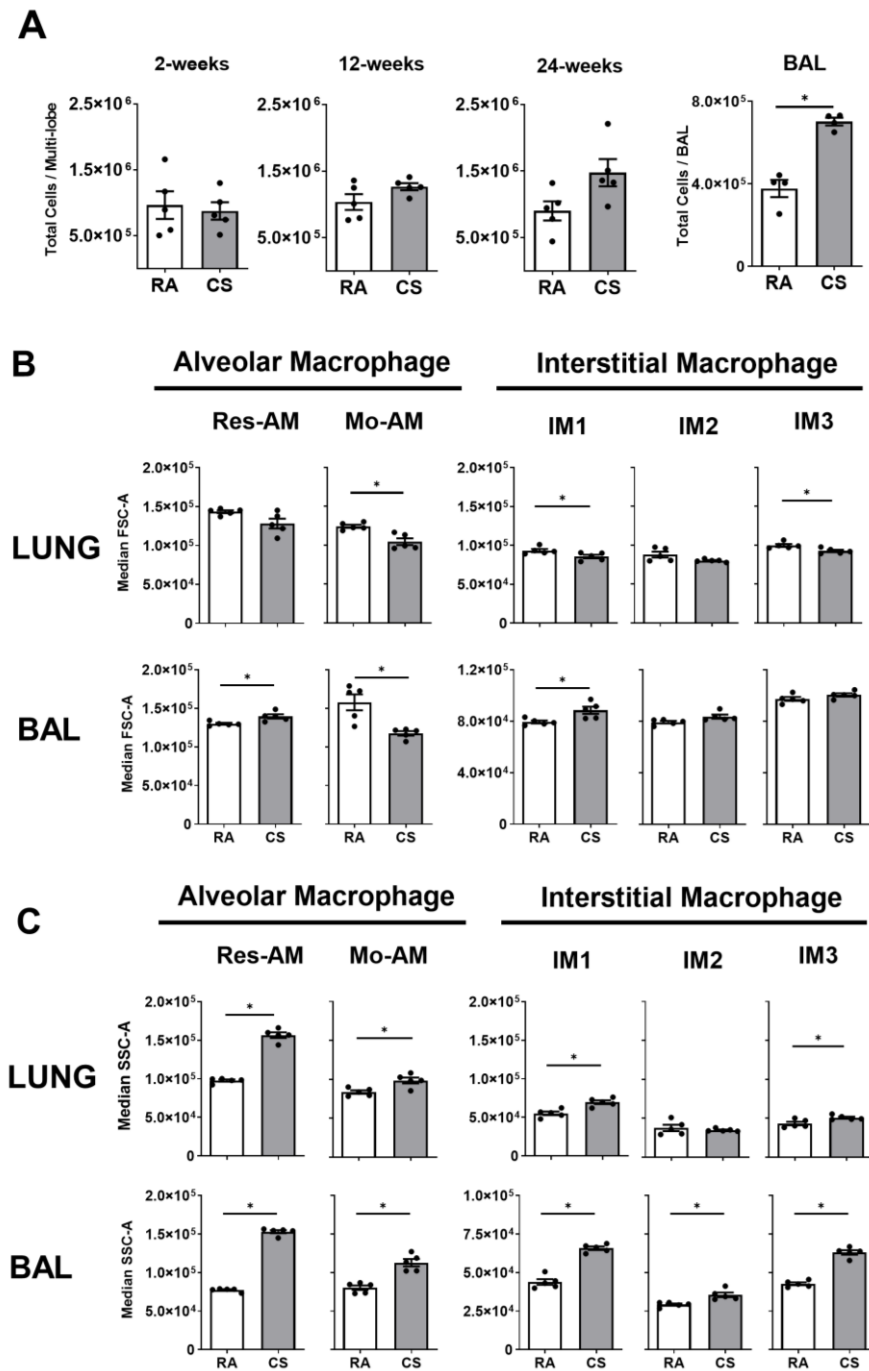 A
2-weeks 12-weeks 24-weeks BAL
Total Cells / Multi-lobe
2.5×10⁶
1.5×10⁶
5.0×10⁵
RA CS
2.5×10⁶
1.5×10⁶
5.0×10⁵
RA CS
2.5×10⁶
1.5×10⁶
5.0×10⁵
RA CS
Total Cells / BAL
8.0×10⁵
4.0×10⁵
0
*
RA CS
B
Alveolar Macrophage Interstitial Macrophage
Res-AM Mo-AM IM1 IM2 IM3
LUNG
Median FSC-A
2.0×10⁵
1.5×10⁵
1.0×10⁵
5.0×10⁴
0
*
2.0×10⁵
1.5×10⁵
1.0×10⁵
5.0×10⁴
0
*
*
BAL
Median FSC-A
2.0×10⁵
1.5×10⁵
1.0×10⁵
5.0×10⁴
0
*
*
RA CS RA CS
1.2×10⁵
8.0×10⁴
4.0×10⁴
0
*
RA CS RA CS RA CS
C
Alveolar Macrophage Interstitial Macrophage
Res-AM Mo-AM IM1 IM2 IM3
LUNG
Median SSC-A
2.0×10⁵
1.5×10⁵
1.0×10⁵
5.0×10⁴
0
*
*
2.0×10⁵
1.5×10⁵
1.0×10⁵
5.0×10⁴
0
*
*
BAL
Median SSC-A
2.0×10⁵
1.5×10⁵
1.0×10⁵
5.0×10⁴
0
*
*
RA CS RA CS
1.0×10⁵
7.5×10⁴
5.0×10⁴
2.5×10⁴
0
*
*
*
RA CS RA CS RA CS